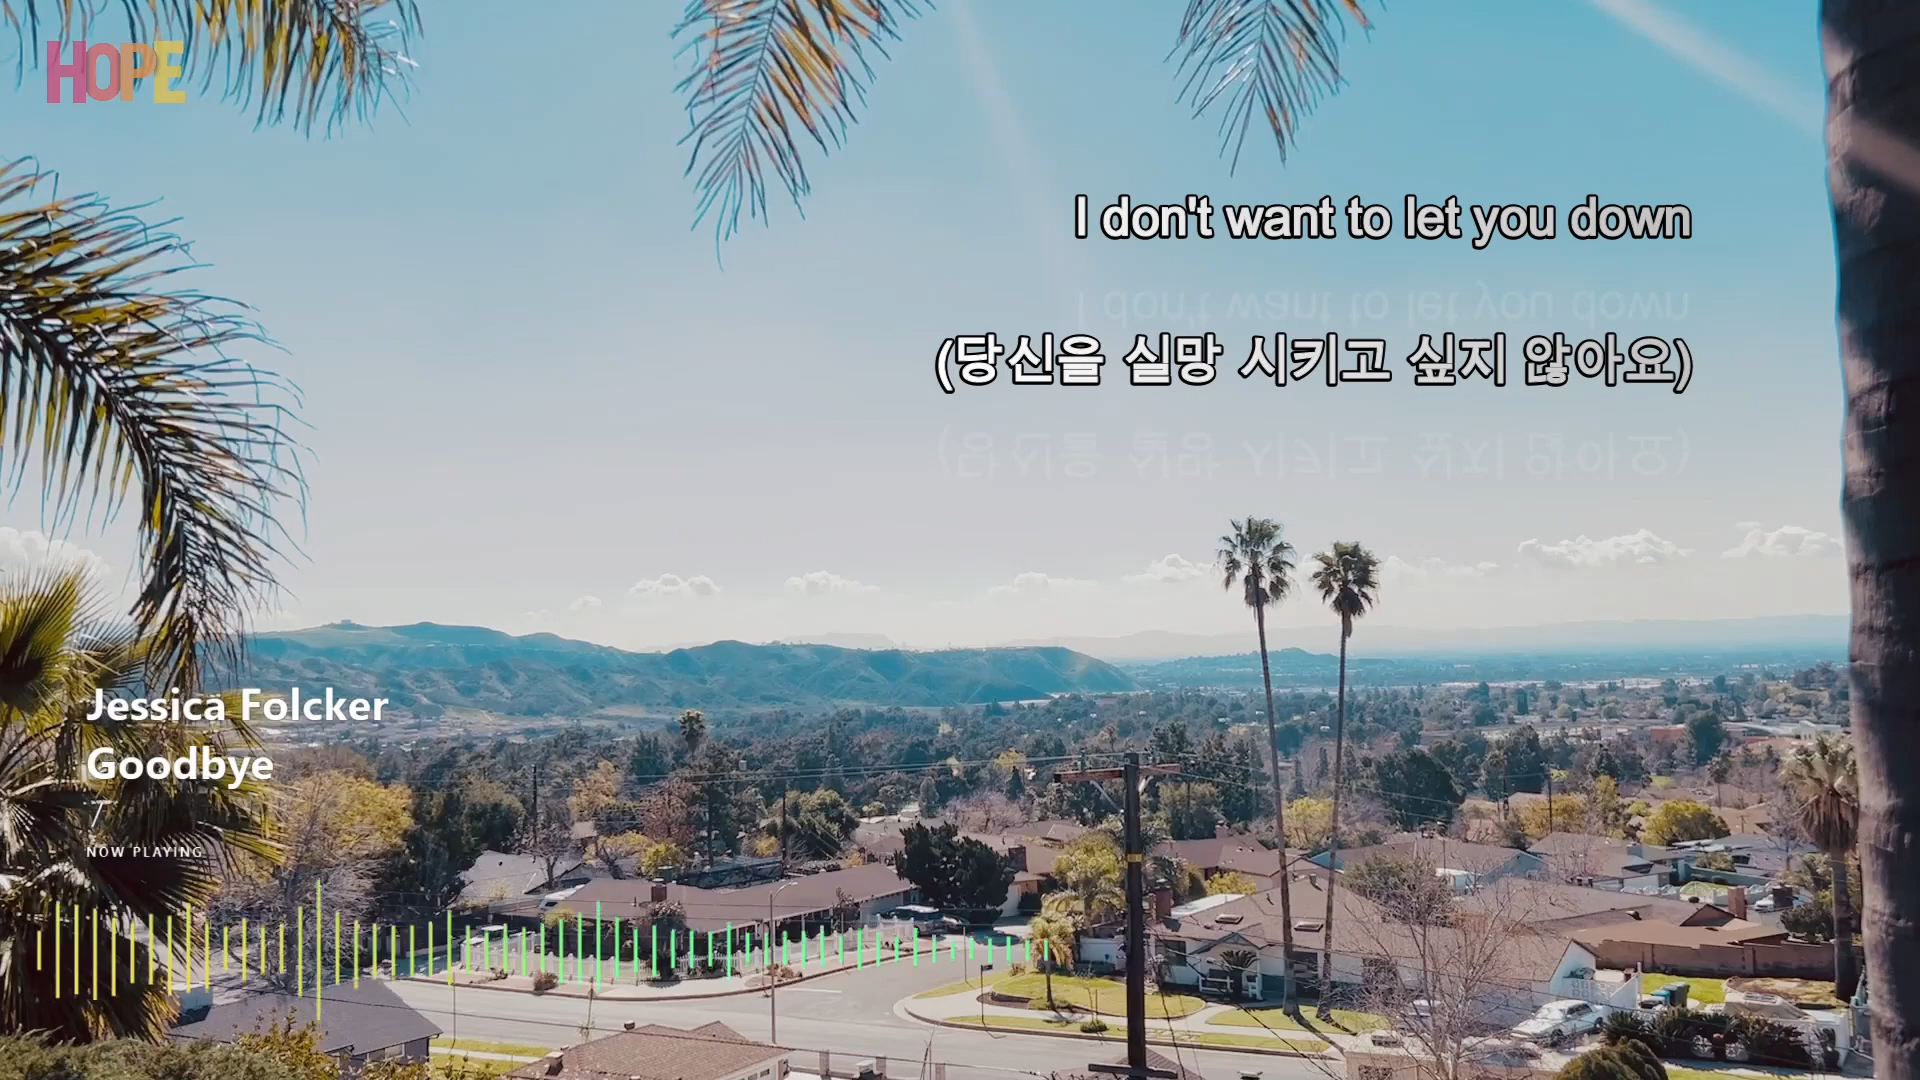 HOPE
I don't want to let you down
(당신을 실망 시키고 싶지 않아요)
Jessica Folcker
Goodbye
NOW PLAYING